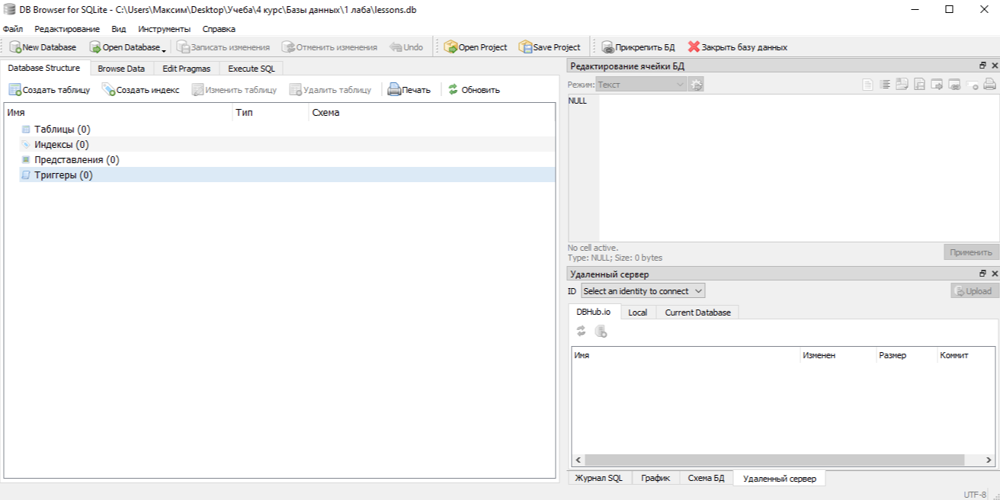 DB Browser for SQLite - C:\Users\Максим\Desktop\Учеба\4 курс\Базы данных\1 лаба\lessons.db
Файл Редактирование Вид Инструменты Справка
New Database Open Database Записать изменения Отменить изменения Undo Open Project Save Project Прикрепить БД Закрыть базу данных
Database Structure Browse Data Edit Pragmas Execute SQL
Создать таблицу Создать индекс Изменить таблицу Удалить таблицу Печать Обновить
Имя Тип Схема
Таблицы (0)
Индексы (0)
Представления (0)
Триггеры (0)
Редактирование ячейки БД
Режим: Текст
NULL
No cell active.
Type: NULL; Size: 0 bytes
Применить
Удаленный сервер
ID Select an identity to connect Upload
DBHub.io Local Current Database
Имя Изменен Размер Коммит
Журнал SQL График Схема БД Удаленный сервер
UTF-8